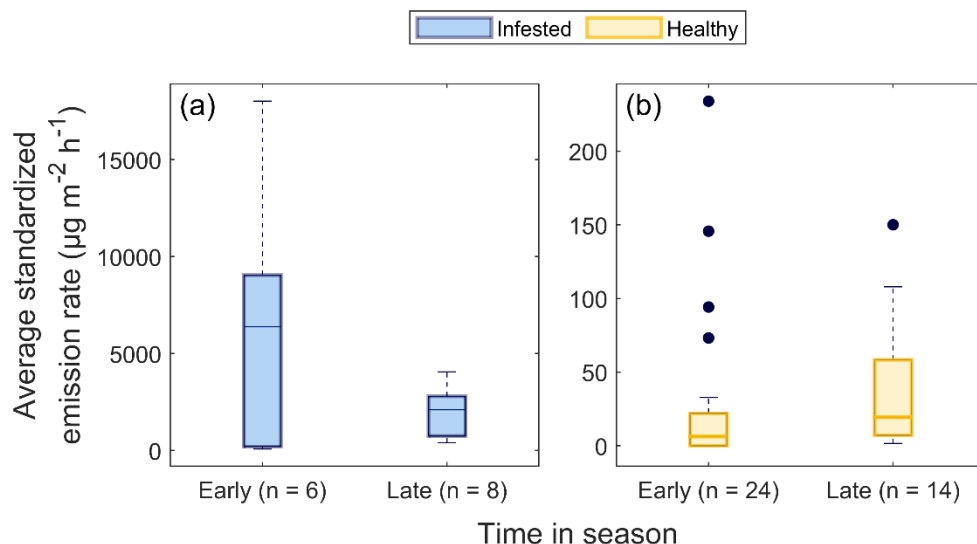 Infested Healthy
(a) (b)
Average standardized
emission rate (µg m⁻² h⁻¹)
15000
10000
5000
0
200
150
100
50
0
Early (n = 6) Late (n = 8) Early (n = 24) Late (n = 14)
Time in season